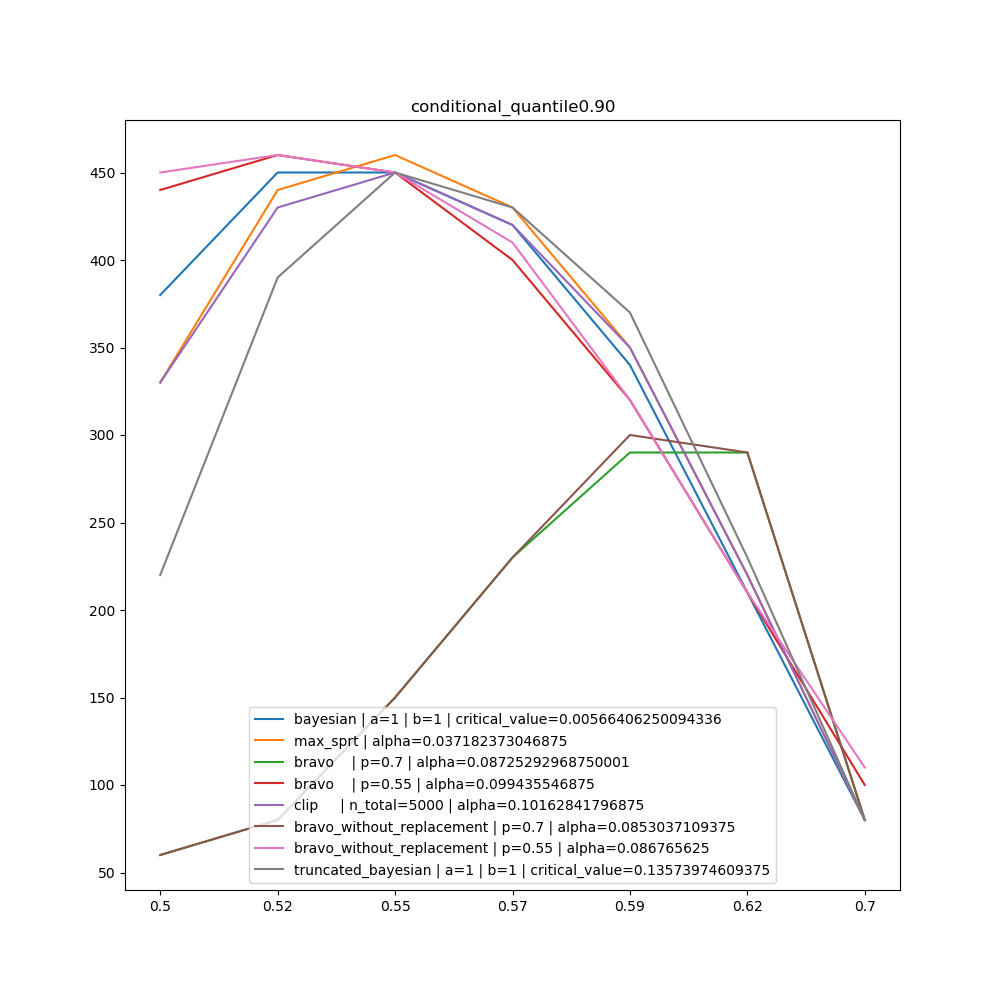 conditional_quantile0.90
450
400
350
300
250
200
150
100
50
bayesian | a=1 | b=1 | critical_value=0.00566406250094336
max_sprt | alpha=0.037182373046875
bravo    | p=0.7 | alpha=0.08725292968750001
bravo    | p=0.55 | alpha=0.099435546875
clip     | n_total=5000 | alpha=0.10162841796875
bravo_without_replacement | p=0.7 | alpha=0.0853037109375
bravo_without_replacement | p=0.55 | alpha=0.086765625
truncated_bayesian | a=1 | b=1 | critical_value=0.13573974609375
0.5 0.52 0.55 0.57 0.59 0.62 0.7